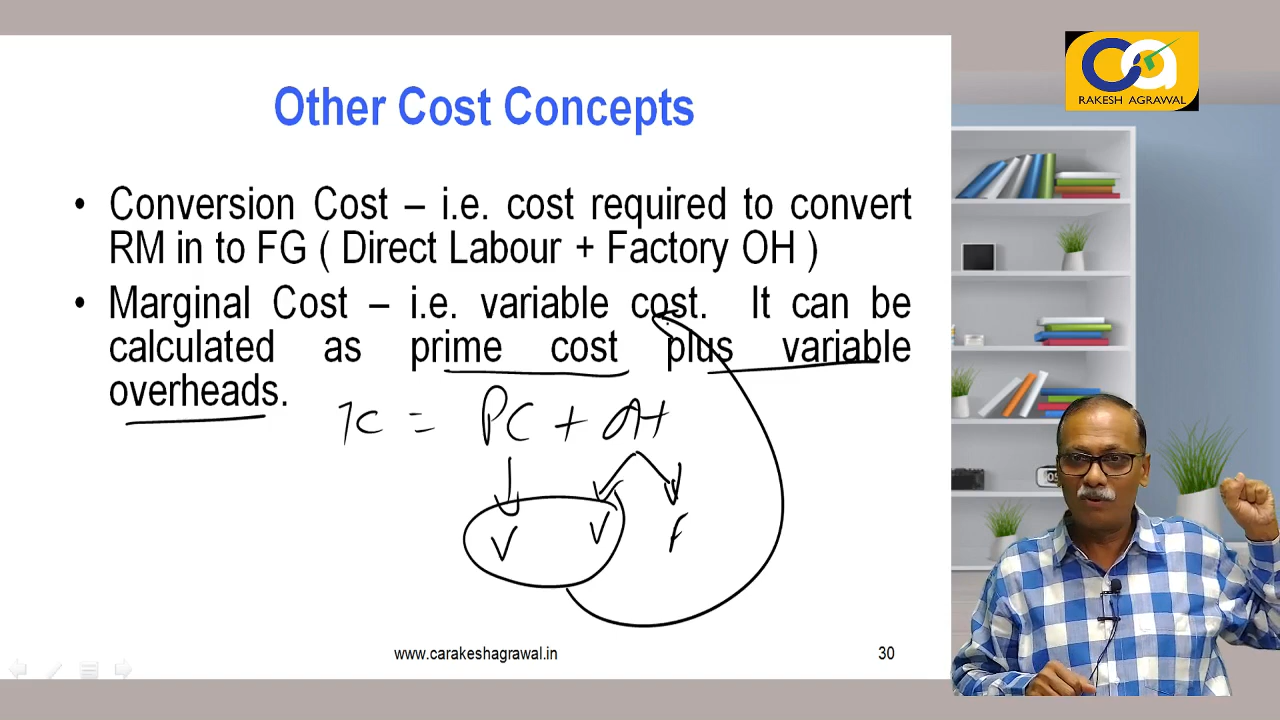 Other Cost Concepts
• Conversion Cost – i.e. cost required to convert
RM in to FG ( Direct Labour + Factory OH )
• Marginal Cost – i.e. variable cost. It can be
calculated as prime cost plus variable
overheads.
TC = PC + OH
V V F
www.carakeshagrawal.in 30
ca
RAKESH AGRAWAL